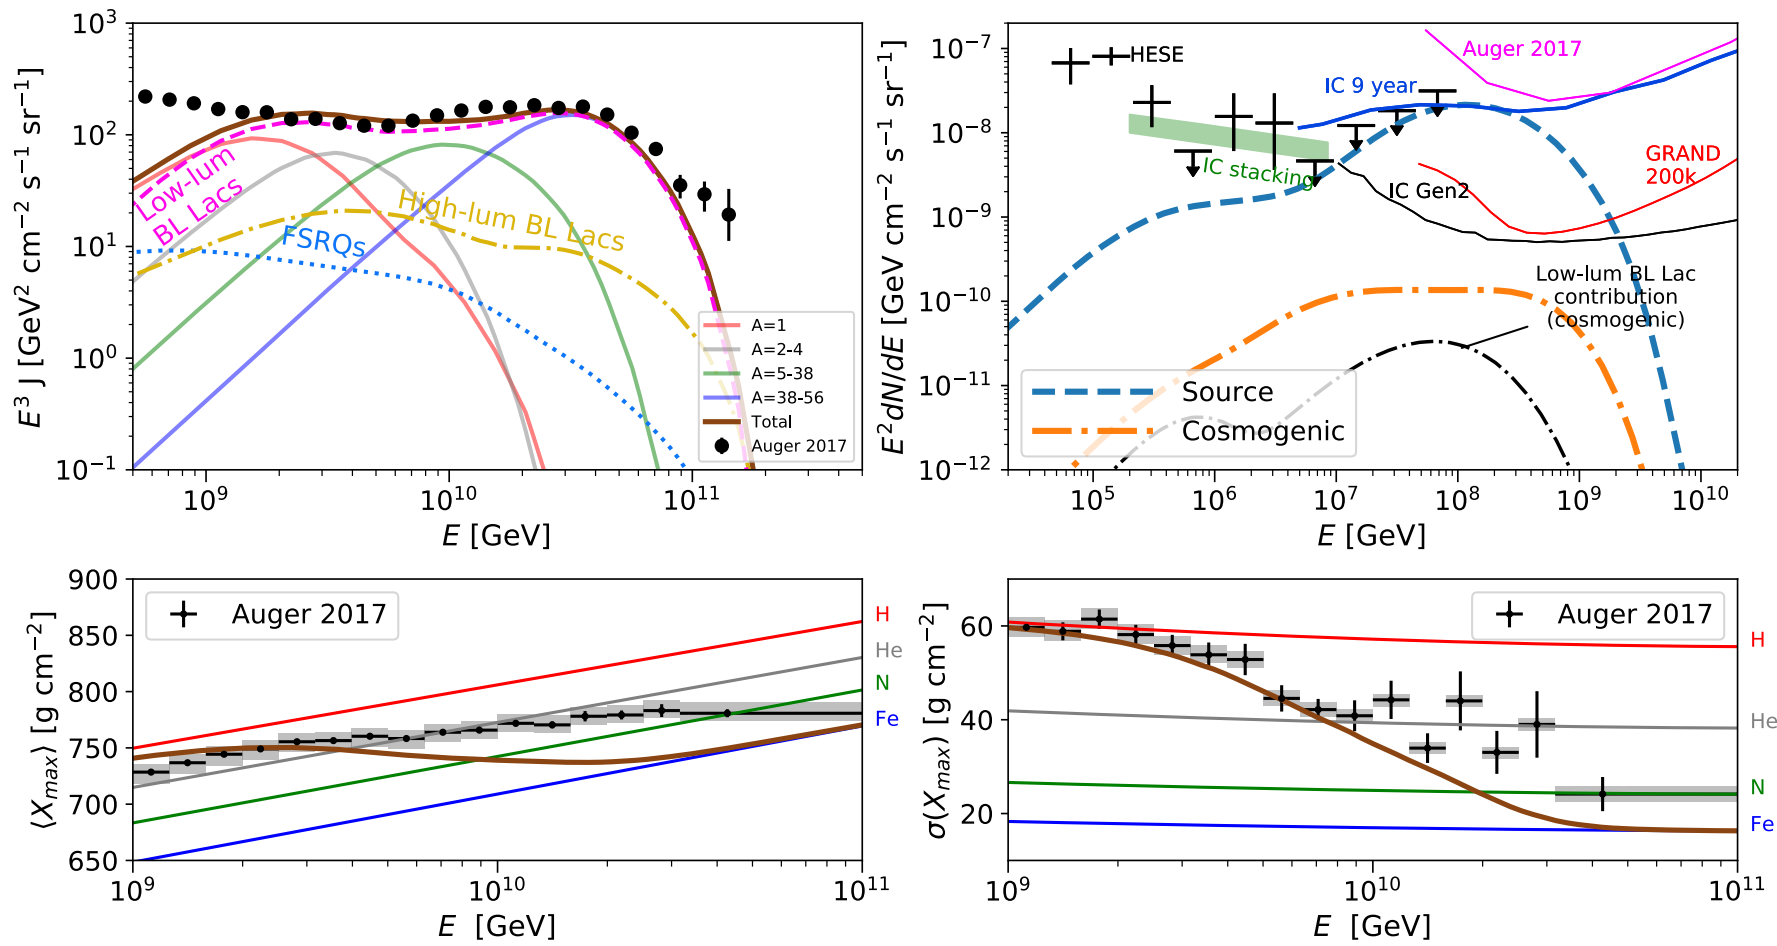 10³
10²
10¹
10⁰
10⁻¹
E³ J [GeV² cm⁻² s⁻¹ sr⁻¹]
Low-lum
BL Lacs
High-lum BL Lacs
FSRQs
A=1
A=2-4
A=5-38
A=38-56
Total
Auger 2017
10⁹
10¹⁰
10¹¹
E [GeV]
10⁻⁷
10⁻⁸
10⁻⁹
10⁻¹⁰
10⁻¹¹
10⁻¹²
E²dN/dE [GeV cm⁻² s⁻¹ sr⁻¹]
HESE
Auger 2017
IC 9 year
IC stacking
IC Gen2
GRAND
200k
Low-lum BL Lac
contribution
(cosmogenic)
Source
Cosmogenic
10⁵
10⁶
10⁷
10⁸
10⁹
10¹⁰
E [GeV]
900
850
800
750
700
650
⟨X_max⟩ [g cm⁻²]
Auger 2017
H
He
N
Fe
10⁹
10¹⁰
10¹¹
E [GeV]
60
40
20
σ(X_max) [g cm⁻²]
Auger 2017
H
He
N
Fe
10⁹
10¹⁰
10¹¹
E [GeV]